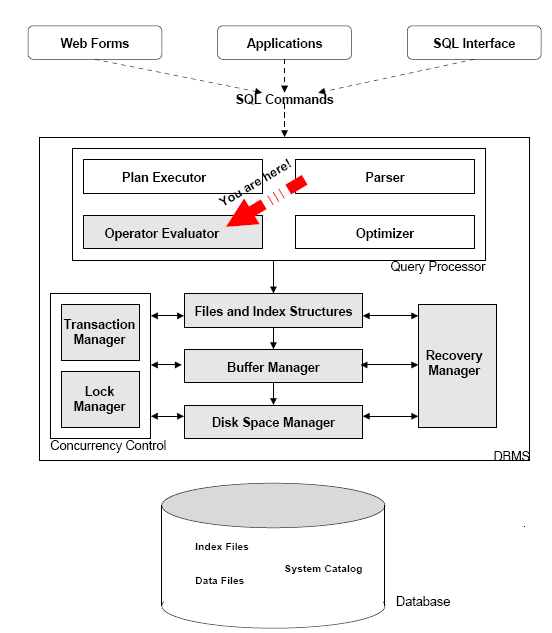 Web Forms
Applications
SQL Interface
SQL Commands
Plan Executor
You are here!
Parser
Operator Evaluator
Optimizer
Query Processor
Files and Index Structures
Transaction
Manager
Buffer Manager
Recovery
Manager
Lock
Manager
Disk Space Manager
Concurrency Control
DBMS
Index Files
System Catalog
Data Files
Database